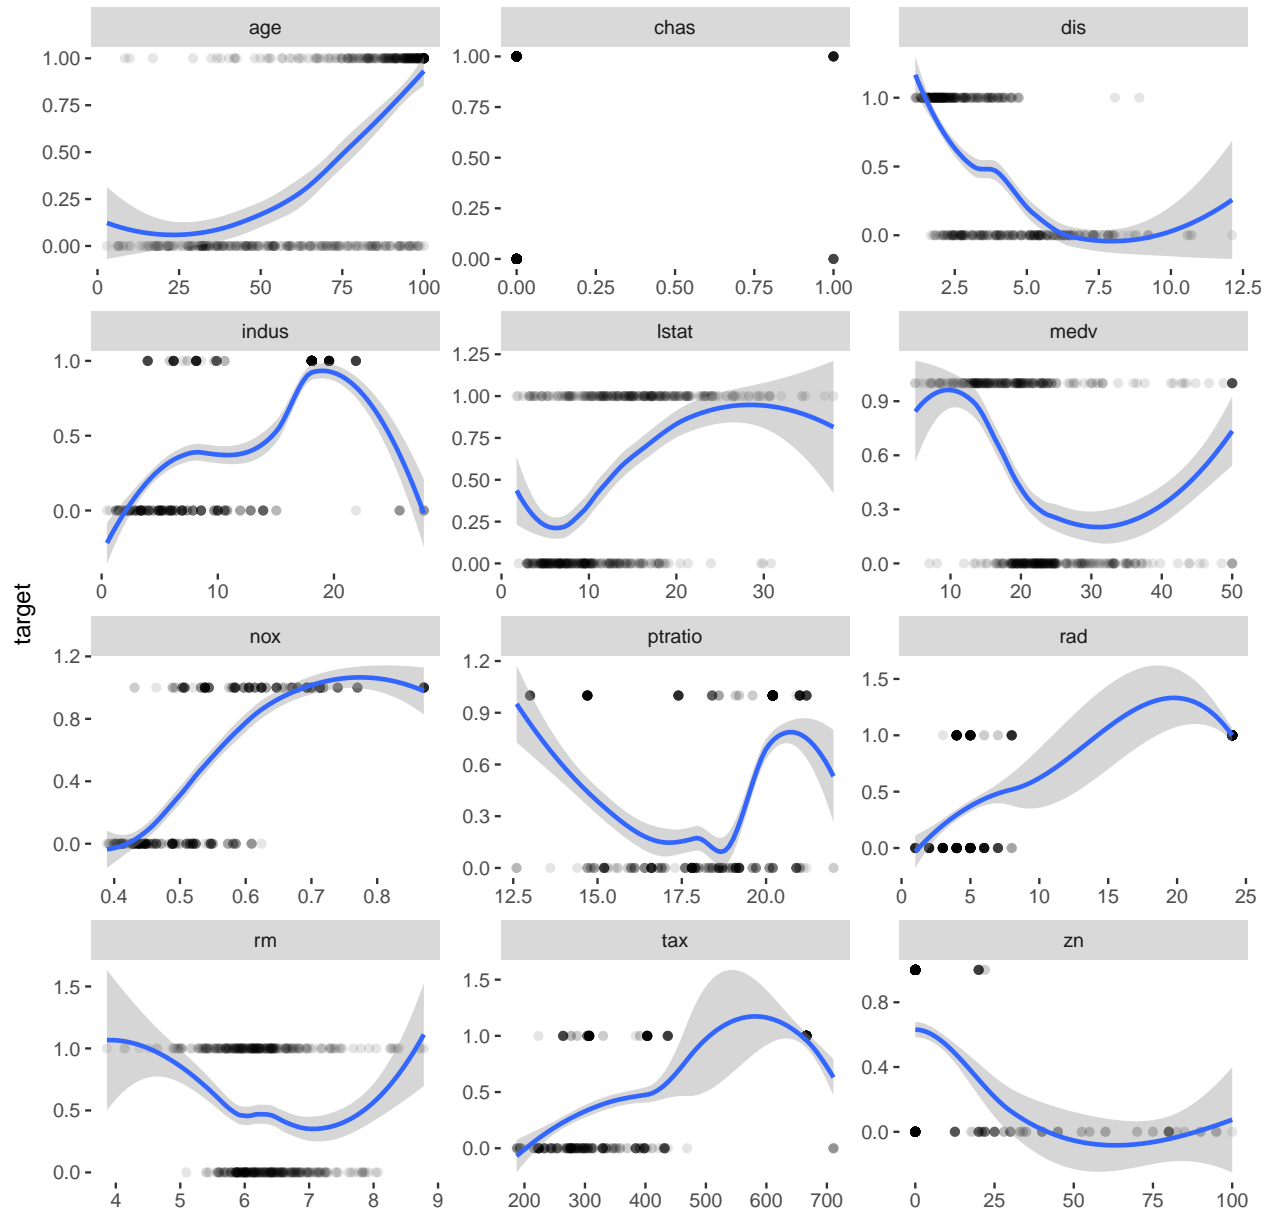 age
chas
dis
1.00
0.75
0.50
0.25
0.00
0 25 50 75 100
1.00
0.75
0.50
0.25
0.00
0.00 0.25 0.50 0.75 1.00
1.0
0.5
0.0
2.5 5.0 7.5 10.0 12.5
indus
lstat
medv
1.0
0.5
0.0
0 10 20
1.25
1.00
0.75
0.50
0.25
0.00
0 10 20 30
0.9
0.6
0.3
0.0
10 20 30 40 50
target
nox
ptratio
rad
1.2
0.8
0.4
0.0
0.4 0.5 0.6 0.7 0.8
1.2
0.9
0.6
0.3
0.0
12.5 15.0 17.5 20.0
1.5
1.0
0.5
0.0
0 5 10 15 20 25
rm
tax
zn
1.5
1.0
0.5
0.0
4 5 6 7 8 9
1.5
1.0
0.5
0.0
200 300 400 500 600 700
0.8
0.4
0.0
0 25 50 75 100